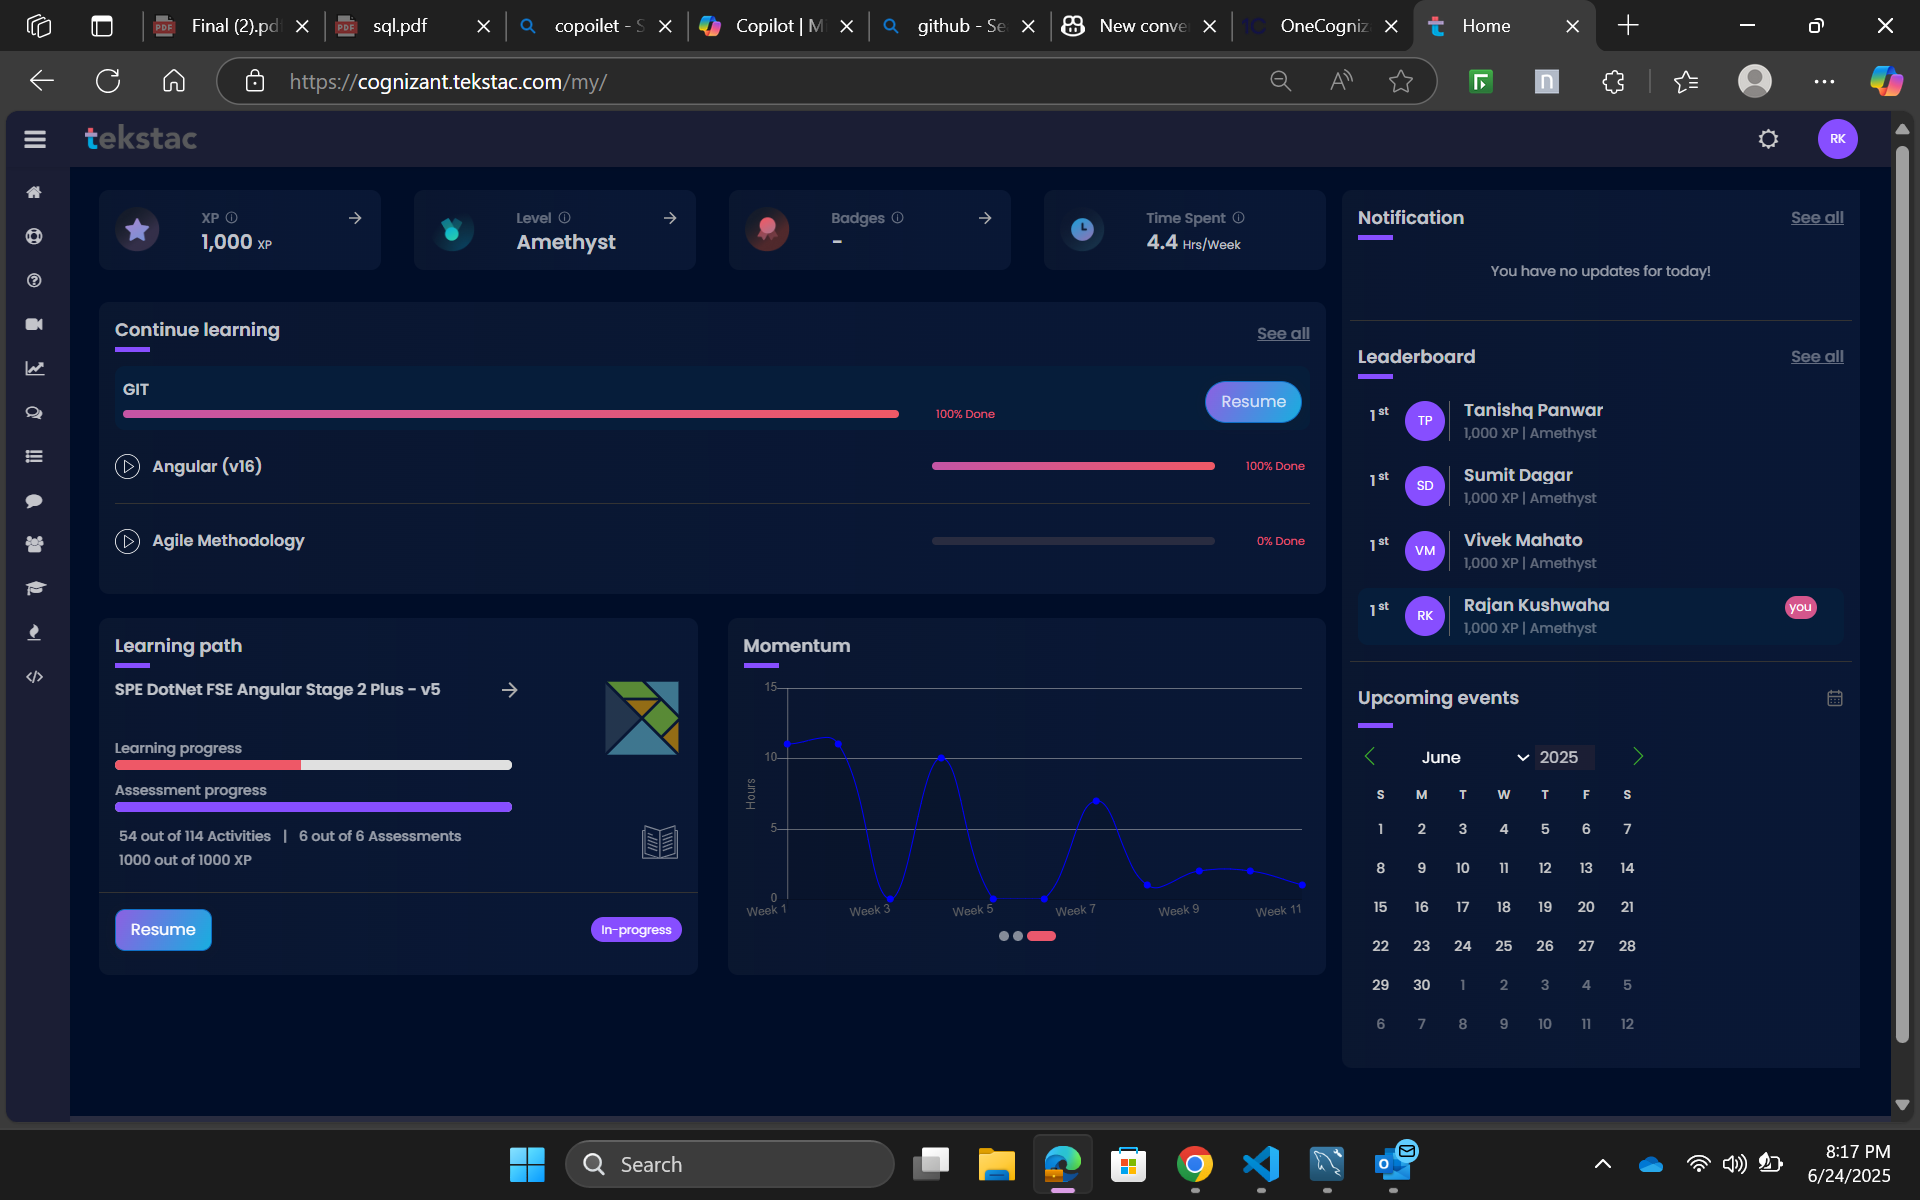 Final (2).pd
sql.pdf
copoilet - S
Copilot | Mi
github - Se
New conve
1C OneCogniz
Home
https://cognizant.tekstac.com/my/
tekstac
RK
XP
1,000 XP
Level
Amethyst
Badges
-
Time Spent
4.4 Hrs/Week
Continue learning
See all
GIT
100% Done
Resume
Angular (v16)
100% Done
Agile Methodology
0% Done
Learning path
SPE DotNet FSE Angular Stage 2 Plus - v5
Learning progress
Assessment progress
54 out of 114 Activities | 6 out of 6 Assessments
1000 out of 1000 XP
Resume
In-progress
Momentum
15
10
5
0
Hours
Week 1 Week 3 Week 5 Week 7 Week 9 Week 11
Notification
See all
You have no updates for today!
Leaderboard
See all
1 st TP Tanishq Panwar
1,000 XP | Amethyst
1 st SD Sumit Dagar
1,000 XP | Amethyst
1 st VM Vivek Mahato
1,000 XP | Amethyst
1 st RK Rajan Kushwaha you
1,000 XP | Amethyst
Upcoming events
June 2025
S M T W T F S
1 2 3 4 5 6 7
8 9 10 11 12 13 14
15 16 17 18 19 20 21
22 23 24 25 26 27 28
29 30 1 2 3 4 5
6 7 8 9 10 11 12
Search
8:17 PM
6/24/2025